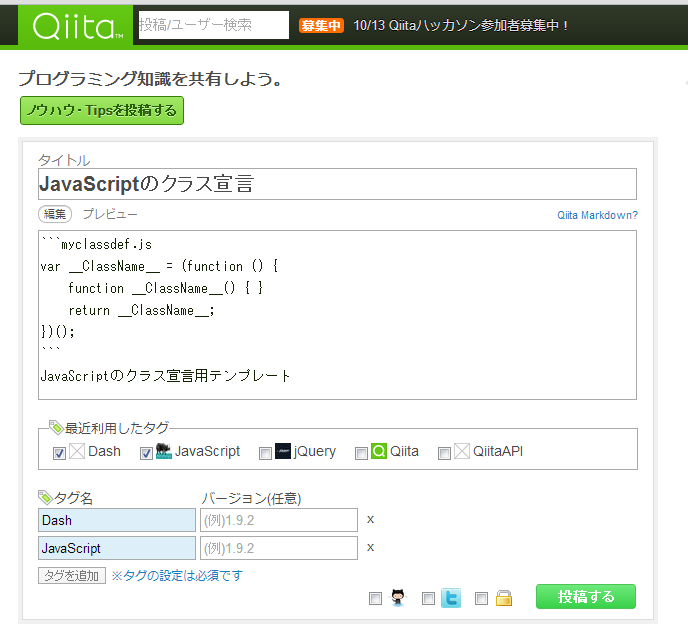 Qiita™ 投稿/ユーザー検索 募集中 10/13 Qiitaハッカソン参加者募集中！
プログラミング知識を共有しよう。
ノウハウ・Tipsを投稿する
タイトル
JavaScriptのクラス宣言
編集 プレビュー Qiita Markdown?
```myclassdef.js
var __ClassName__ = (function () {
    function __ClassName__() { }
    return __ClassName__;
})();
```
JavaScriptのクラス宣言用テンプレート
最近利用したタグ
Dash JavaScript jQuery Qiita QiitaAPI
タグ名 バージョン(任意)
Dash (例)1.9.2 x
JavaScript (例)1.9.2 x
タグを追加 ※タグの設定は必須です
投稿する